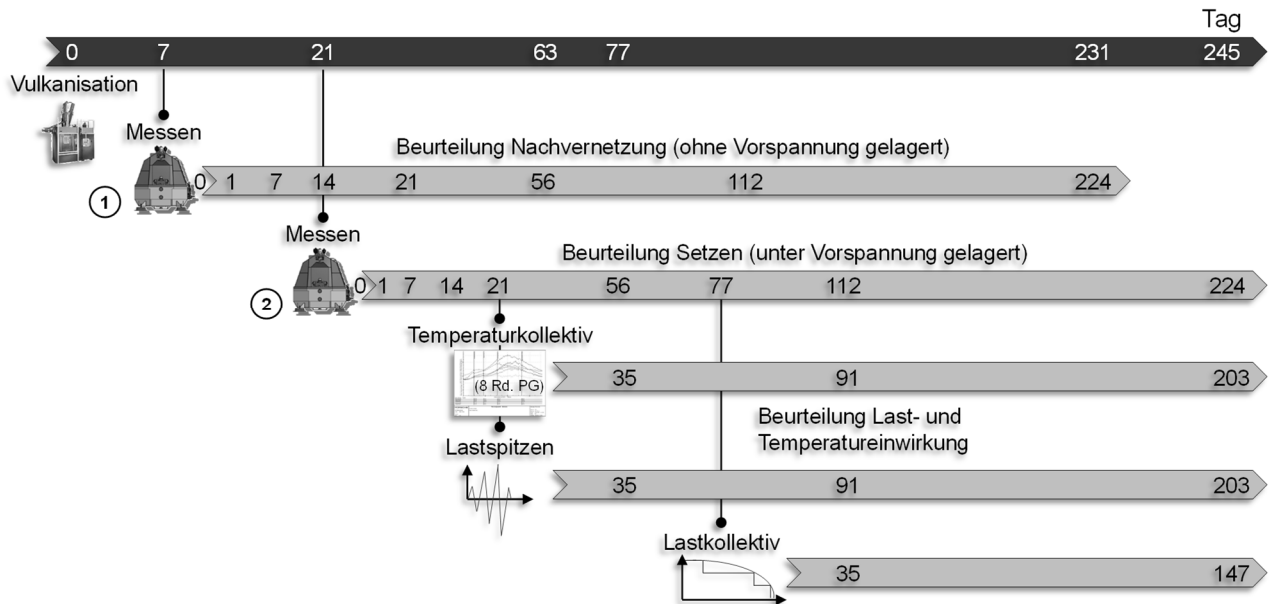 Tag
0 7 21 63 77 231 245
Vulkanisation
Messen
Beurteilung Nachvernetzung (ohne Vorspannung gelagert)
0 1 7 14 21 56 112 224
1
Messen
Beurteilung Setzen (unter Vorspannung gelagert)
0 1 7 14 21 56 77 112 224
2
Temperaturkollektiv
(8 Rd. PG)
35 91 203
Beurteilung Last- und
Temperatureinwirkung
Lastspitzen
35 91 203
Lastkollektiv
35 147